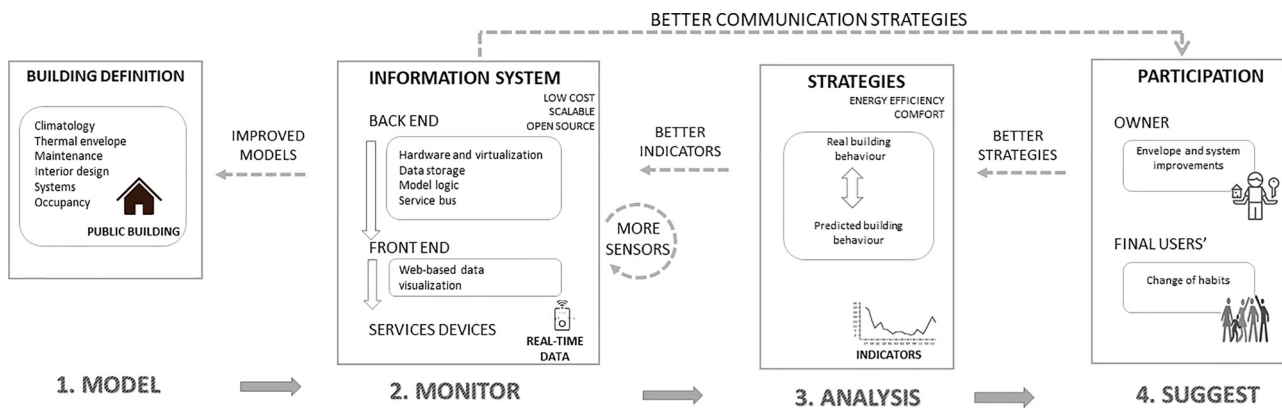 BETTER COMMUNICATION STRATEGIES
BUILDING DEFINITION
Climatology
Thermal envelope
Maintenance
Interior design
Systems
Occupancy
PUBLIC BUILDING
IMPROVED
MODELS
INFORMATION SYSTEM
LOW COST
SCALABLE
OPEN SOURCE
BACK END
Hardware and virtualization
Data storage
Model logic
Service bus
FRONT END
Web-based data
visualization
SERVICES DEVICES
REAL-TIME
DATA
BETTER
INDICATORS
MORE
SENSORS
STRATEGIES
ENERGY EFFICIENCY
COMFORT
Real building
behaviour
Predicted building
behaviour
INDICATORS
BETTER
STRATEGIES
PARTICIPATION
OWNER
Envelope and system
improvements
FINAL USERS’
Change of habits
1. MODEL
2. MONITOR
3. ANALYSIS
4. SUGGEST